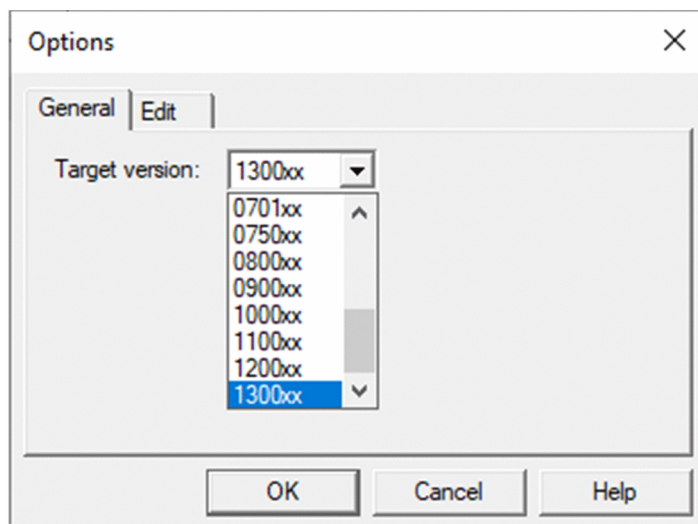 Options
General
Edit
Target version:
1300xx
0701xx
0750xx
0800xx
0900xx
1000xx
1100xx
1200xx
1300xx
OK
Cancel
Help